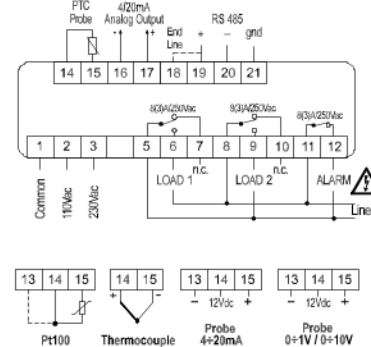 PTC 4/20mA
Probe Analog Output RS 485
- + End + – gnd
Line
14 15 16 17 18 19 20 21
8(3)A/250Vac 8(3)A/250Vac 8(3)A/250Vac
1 2 3 5 6 7 8 9 10 11 12
n.c. n.c.
LOAD 1 LOAD 2 ALARM
Common 110Vac 230Vac
Line
13 14 15 14 15 13 14 15 13 14 15
+ - – 12Vdc + – 12Vdc +
Pt100 Thermocouple Probe 4÷20mA Probe 0÷1V / 0÷10V